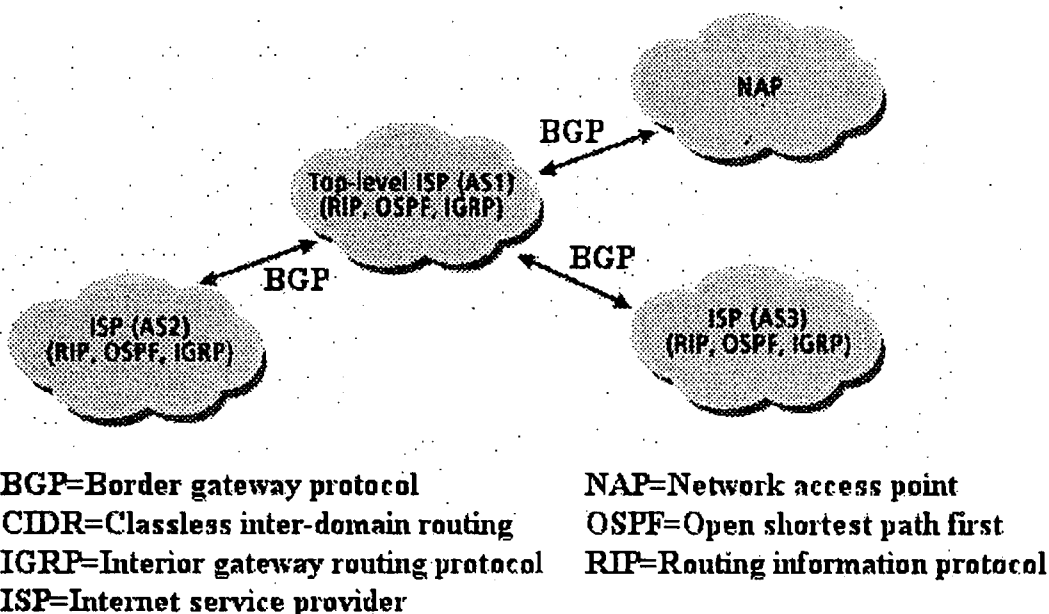 NAP
BGP
Top-level ISP (AS1)
(RIP, OSPF, IGRP)
BGP
BGP
ISP (AS2)
(RIP, OSPF, IGRP)
ISP (AS3)
(RIP, OSPF, IGRP)
BGP=Border gateway protocol
NAP=Network access point
CIDR=Classless inter-domain routing
OSPF=Open shortest path first
IGRP=Interior gateway routing protocol
RIP=Routing information protocol
ISP=Internet service provider